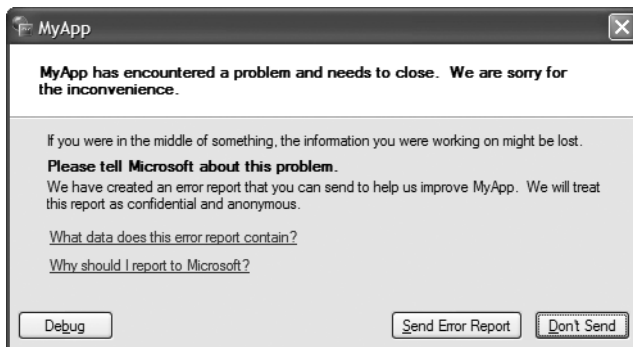 MyApp
MyApp has encountered a problem and needs to close. We are sorry for
the inconvenience.
If you were in the middle of something, the information you were working on might be lost.
Please tell Microsoft about this problem.
We have created an error report that you can send to help us improve MyApp. We will treat
this report as confidential and anonymous.
What data does this error report contain?
Why should I report to Microsoft?
Debug Send Error Report Don't Send